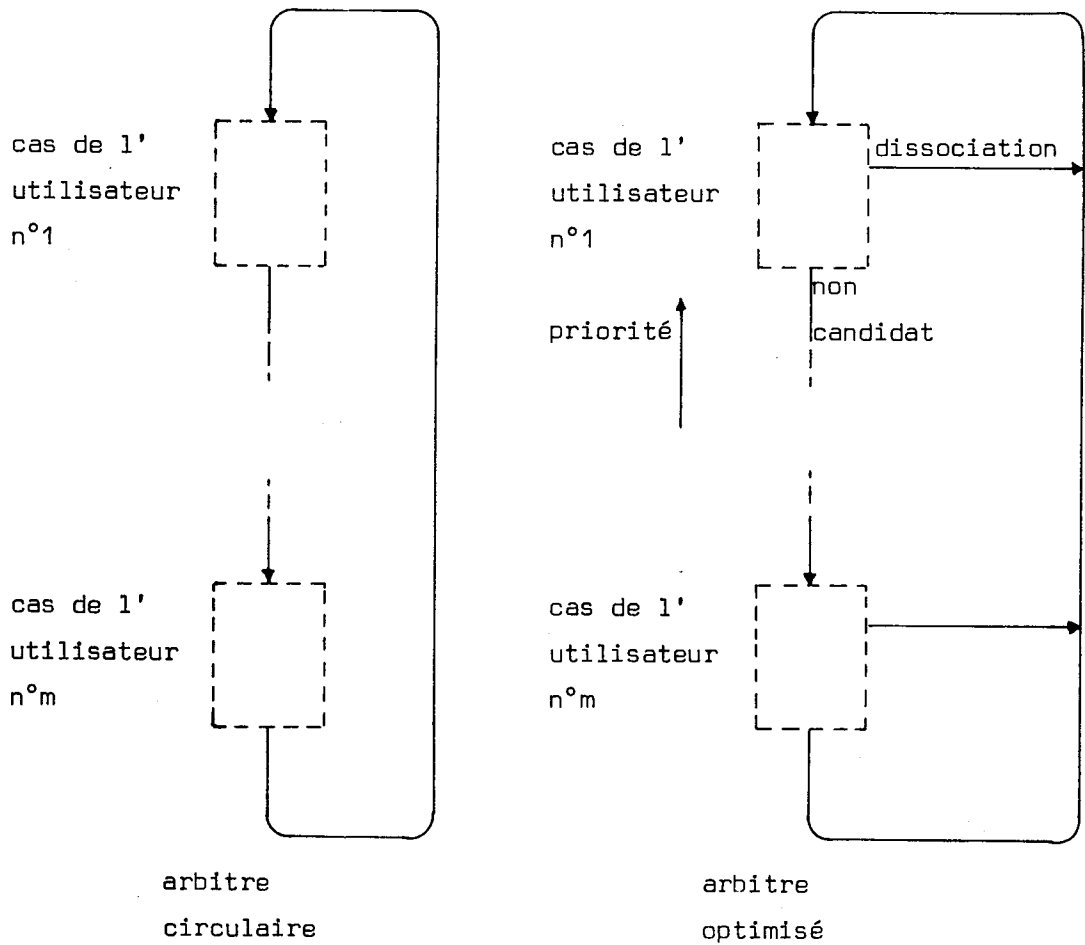 cas de l'
utilisateur
n°1
cas de l'
utilisateur
n°m
arbitre
circulaire
cas de l'
utilisateur
n°1
dissociation
non
candidat
priorité
cas de l'
utilisateur
n°m
arbitre
optimisé